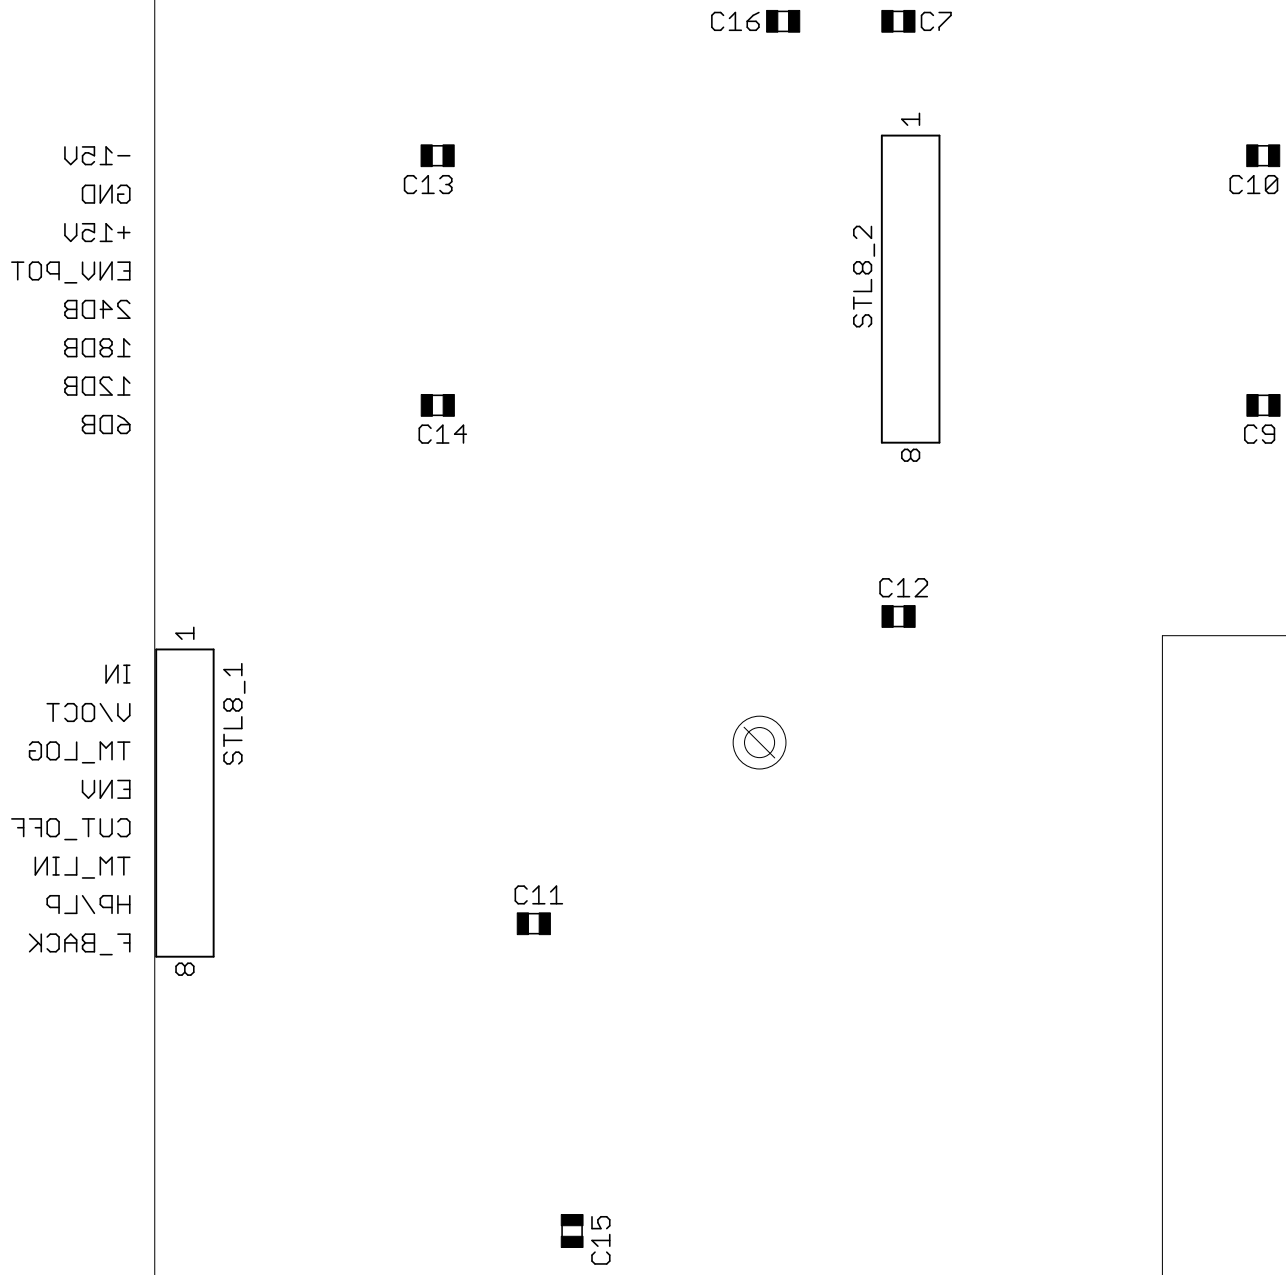 C16
C7
1
-15V
C13
C10
GND
+15V
STL8_2
ENV_POT
24DB
18DB
12DB
6DB
C14
C9
8
C12
1
IN
STL8_1
V/OCT
TM_LOG
ENV
CUT_OFF
TM_LIN
HP/LP
C11
F_BACK
8
C15